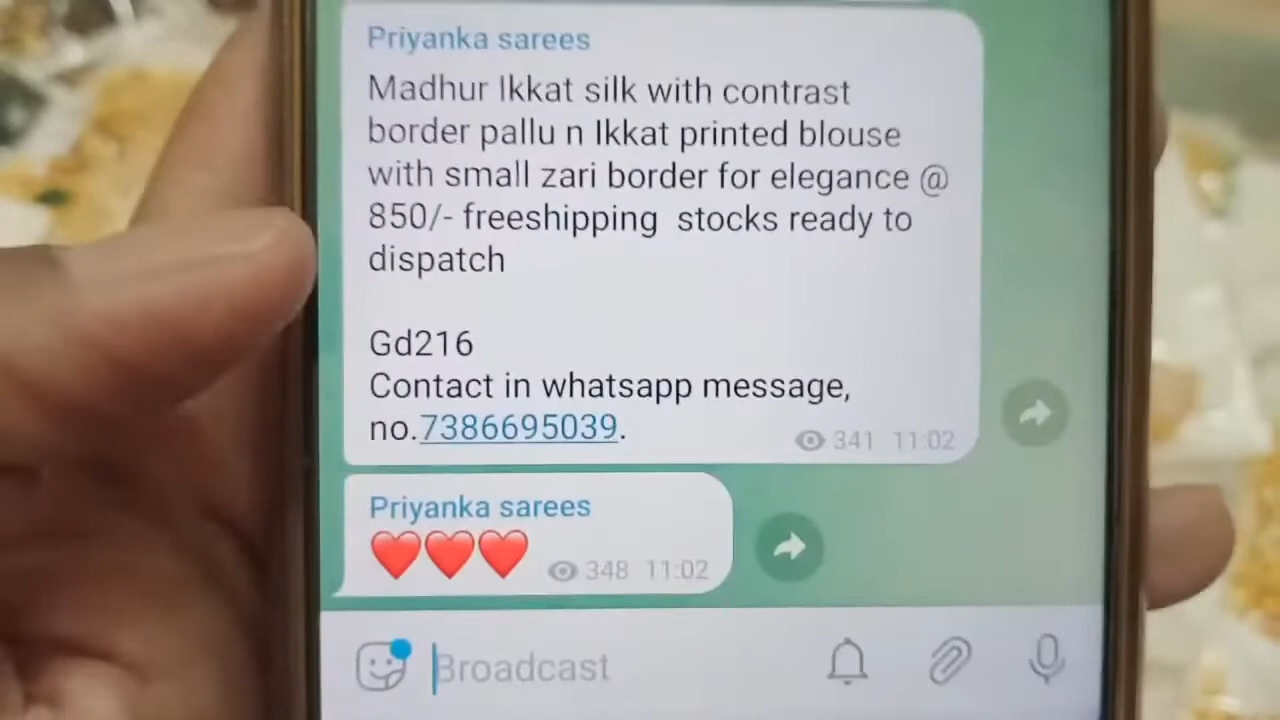 Priyanka sarees
Madhur Ikkat silk with contrast
border pallu n Ikkat printed blouse
with small zari border for elegance @
850/- freeshipping stocks ready to
dispatch
Gd216
Contact in whatsapp message,
no.7386695039.
341 11:02
Priyanka sarees
❤️❤️❤️ 348 11:02
Broadcast